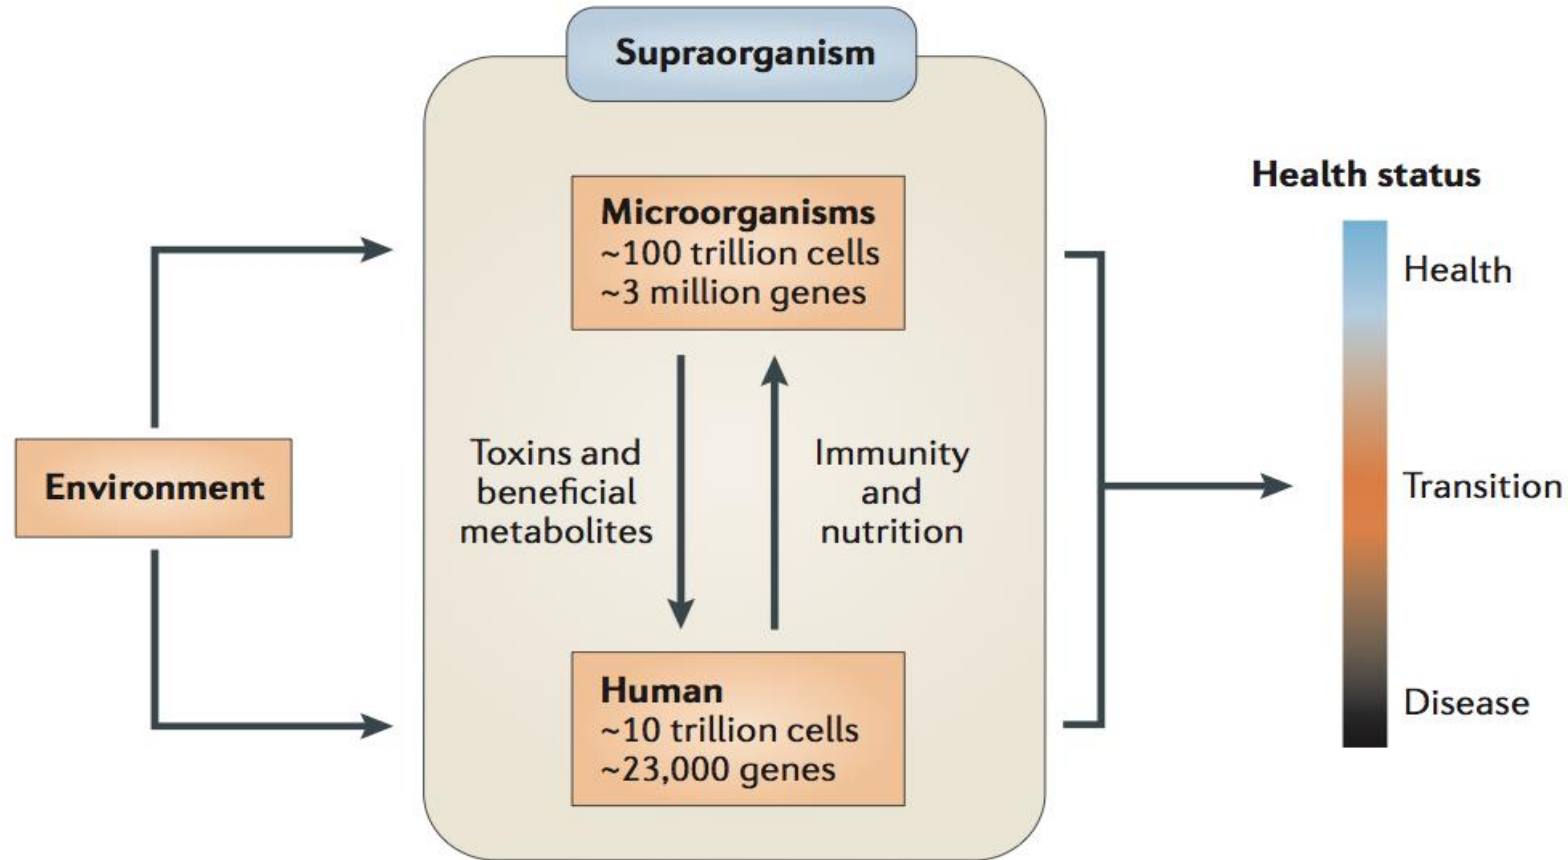 Supraorganism
Microorganisms
~100 trillion cells
~3 million genes
Environment
Toxins and
beneficial
metabolites
Immunity
and
nutrition
Human
~10 trillion cells
~23,000 genes
Health status
Health
Transition
Disease